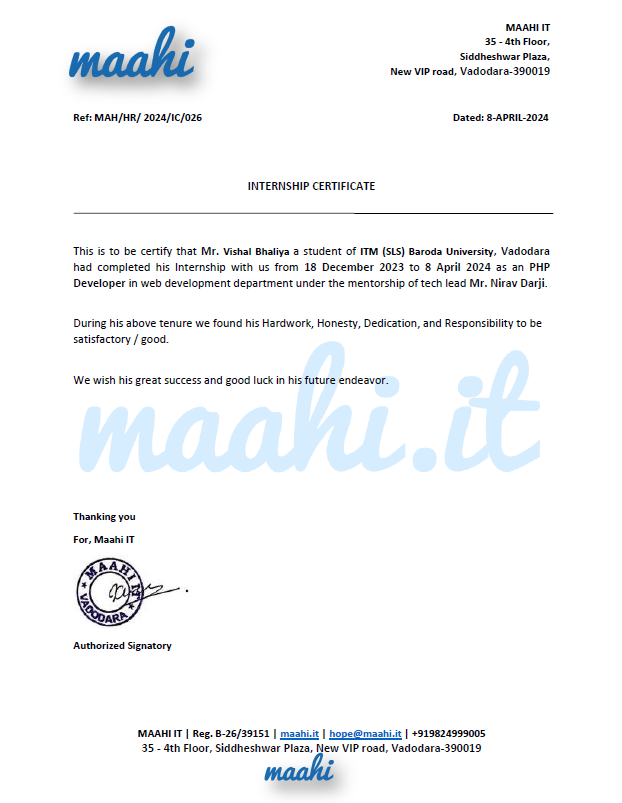 maahi
MAAHI IT
35 - 4th Floor,
Siddheshwar Plaza,
New VIP road, Vadodara-390019
Ref: MAH/HR/ 2024/IC/026
Dated: 8-APRIL-2024
INTERNSHIP CERTIFICATE
This is to be certify that Mr. Vishal Bhaliya a student of ITM (SLS) Baroda University, Vadodara
had completed his Internship with us from 18 December 2023 to 8 April 2024 as an PHP
Developer in web development department under the mentorship of tech lead Mr. Nirav Darji.
During his above tenure we found his Hardwork, Honesty, Dedication, and Responsibility to be
satisfactory / good.
We wish his great success and good luck in his future endeavor.
maahi.it
Thanking you
For, Maahi IT
MAAHI IT
VADODARA
Authorized Signatory
MAAHI IT | Reg. B-26/39151 | maahi.it | hope@maahi.it | +919824999005
35 - 4th Floor, Siddheshwar Plaza, New VIP road, Vadodara-390019
maahi